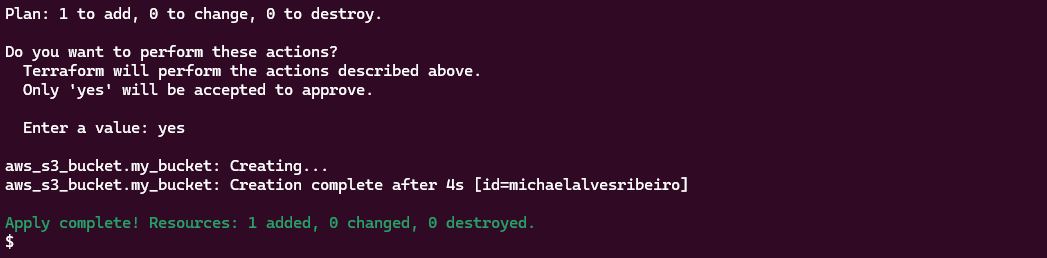 Plan: 1 to add, 0 to change, 0 to destroy.
Do you want to perform these actions?
Terraform will perform the actions described above.
Only 'yes' will be accepted to approve.
Enter a value: yes
aws_s3_bucket.my_bucket: Creating...
aws_s3_bucket.my_bucket: Creation complete after 4s [id=michaelalvesribeiro]
Apply complete! Resources: 1 added, 0 changed, 0 destroyed.
$